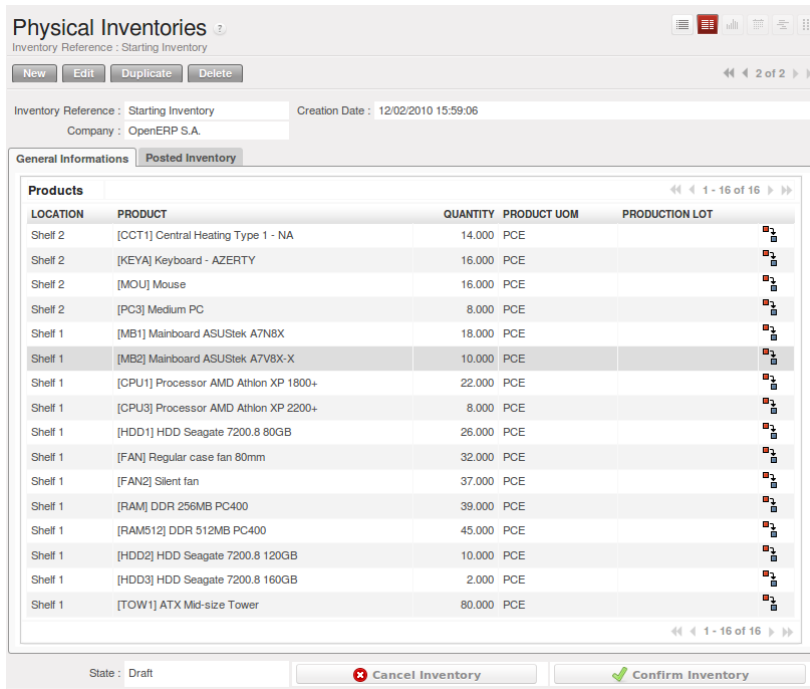 Physical Inventories ?
Inventory Reference : Starting Inventory
New Edit Duplicate Delete 2 of 2
Inventory Reference : Starting Inventory Creation Date : 12/02/2010 15:59:06
Company : OpenERP S.A.
General Informations Posted Inventory
Products 1 - 16 of 16
LOCATION PRODUCT QUANTITY PRODUCT UOM PRODUCTION LOT
Shelf 2 [CCT1] Central Heating Type 1 - NA 14.000 PCE
Shelf 2 [KEYA] Keyboard - AZERTY 16.000 PCE
Shelf 2 [MOU] Mouse 16.000 PCE
Shelf 2 [PC3] Medium PC 8.000 PCE
Shelf 1 [MB1] Mainboard ASUStek A7N8X 18.000 PCE
Shelf 1 [MB2] Mainboard ASUStek A7V8X-X 10.000 PCE
Shelf 1 [CPU1] Processor AMD Athlon XP 1800+ 22.000 PCE
Shelf 1 [CPU3] Processor AMD Athlon XP 2200+ 8.000 PCE
Shelf 1 [HDD1] HDD Seagate 7200.8 80GB 26.000 PCE
Shelf 1 [FAN] Regular case fan 80mm 32.000 PCE
Shelf 1 [FAN2] Silent fan 37.000 PCE
Shelf 1 [RAM] DDR 256MB PC400 39.000 PCE
Shelf 1 [RAM512] DDR 512MB PC400 45.000 PCE
Shelf 1 [HDD2] HDD Seagate 7200.8 120GB 10.000 PCE
Shelf 1 [HDD3] HDD Seagate 7200.8 160GB 2.000 PCE
Shelf 1 [TOW1] ATX Mid-size Tower 80.000 PCE
1 - 16 of 16
State : Draft Cancel Inventory Confirm Inventory